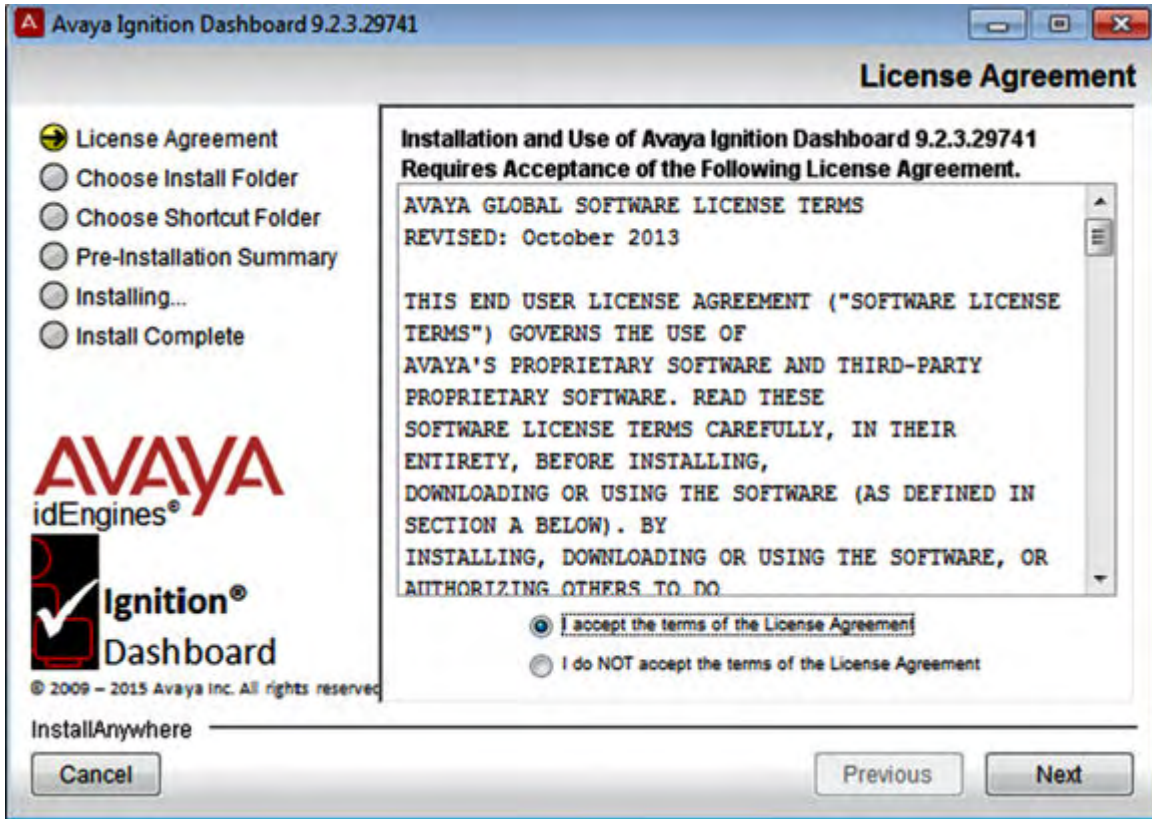 Avaya Ignition Dashboard 9.2.3.29741
License Agreement
License Agreement
Choose Install Folder
Choose Shortcut Folder
Pre-Installation Summary
Installing...
Install Complete
AVAYA
idEngines®
Ignition®
Dashboard
© 2009 – 2015 Avaya Inc. All rights reserved
Installation and Use of Avaya Ignition Dashboard 9.2.3.29741
Requires Acceptance of the Following License Agreement.
AVAYA GLOBAL SOFTWARE LICENSE TERMS
REVISED: October 2013
THIS END USER LICENSE AGREEMENT ("SOFTWARE LICENSE
TERMS") GOVERNS THE USE OF
AVAYA'S PROPRIETARY SOFTWARE AND THIRD-PARTY
PROPRIETARY SOFTWARE. READ THESE
SOFTWARE LICENSE TERMS CAREFULLY, IN THEIR
ENTIRETY, BEFORE INSTALLING,
DOWNLOADING OR USING THE SOFTWARE (AS DEFINED IN
SECTION A BELOW). BY
INSTALLING, DOWNLOADING OR USING THE SOFTWARE, OR
AUTHORIZING OTHERS TO DO
I accept the terms of the License Agreement
I do NOT accept the terms of the License Agreement
InstallAnywhere
Cancel
Previous
Next